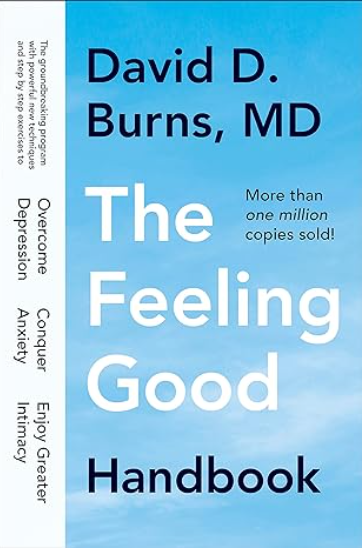 David D.
Burns, MD
The
Feeling
Good
Handbook
More than
one million
copies sold!
The groundbreaking program
with powerful new techniques
and step by step exercises to
Overcome
Depression
Conquer
Anxiety
Enjoy Greater
Intimacy